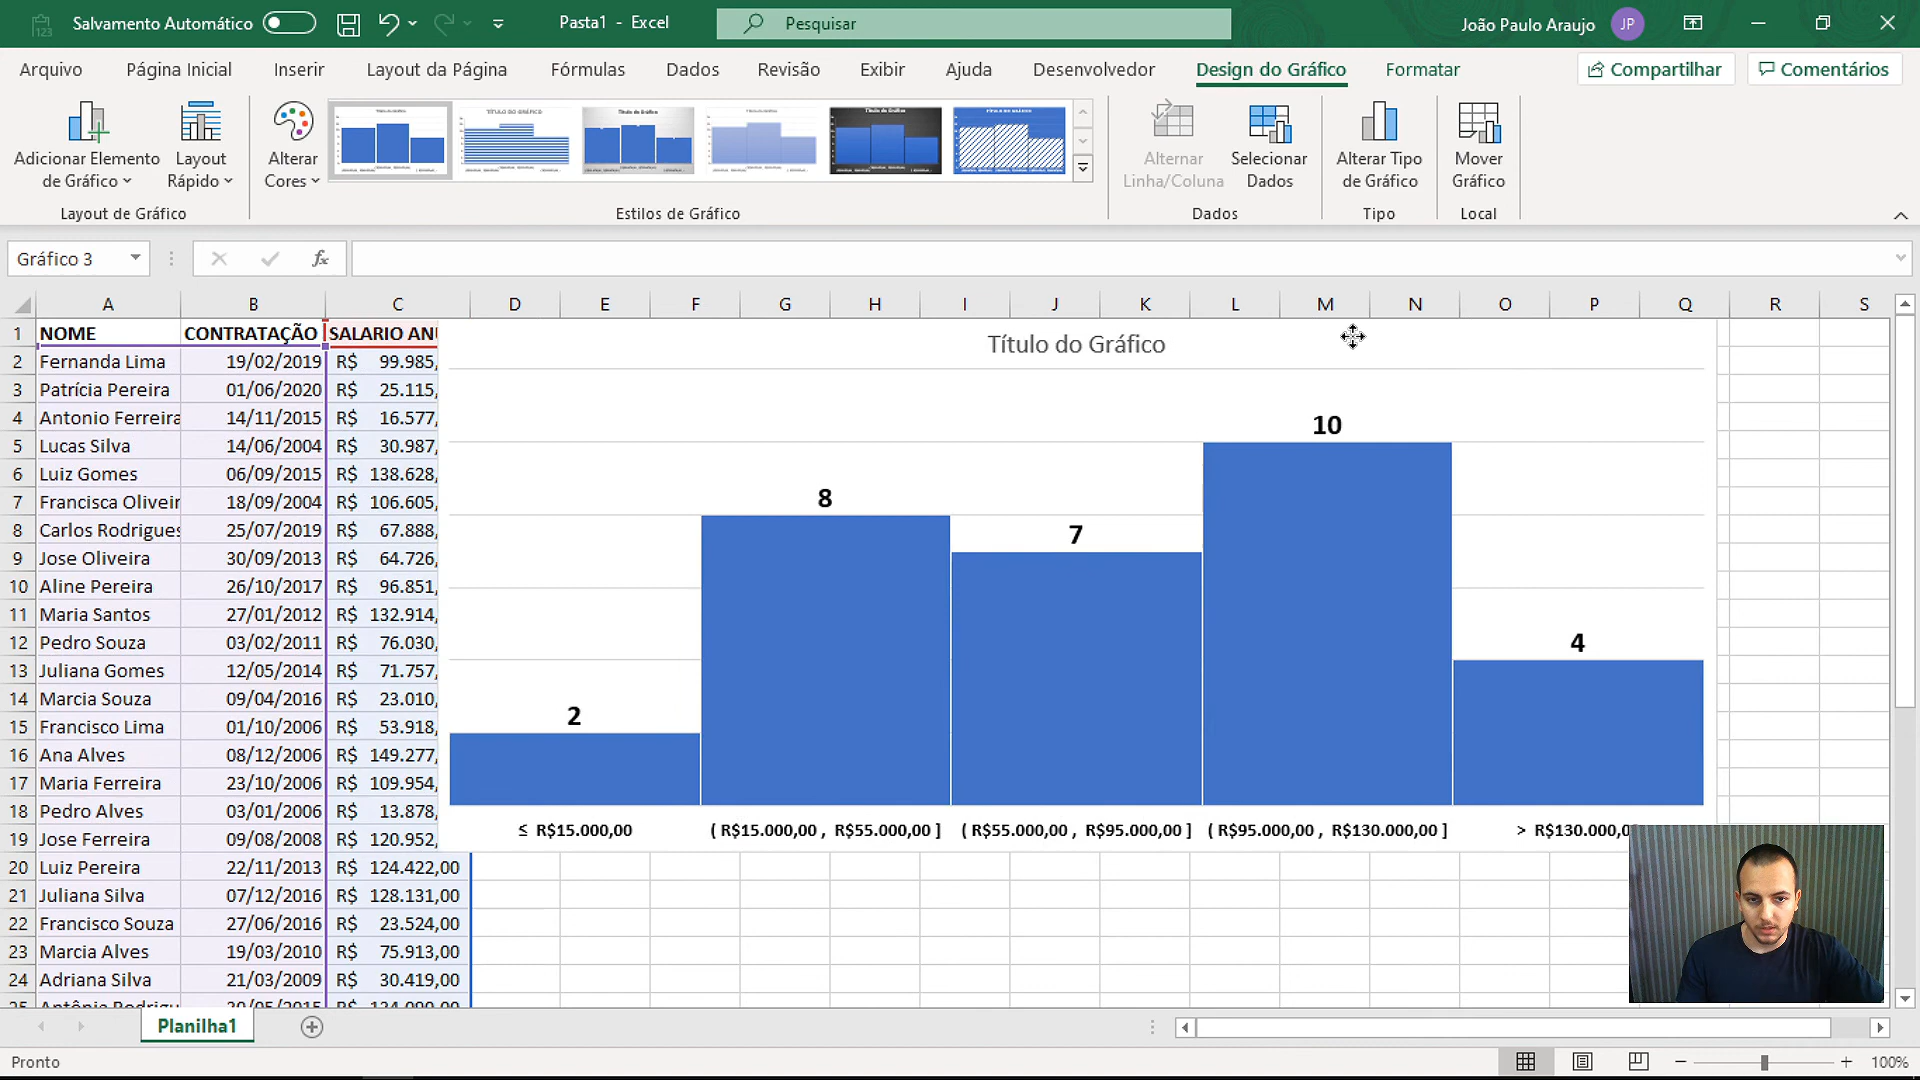 Salvamento Automático
Pasta1 - Excel
Pesquisar
João Paulo Araujo
JP
Arquivo
Página Inicial
Inserir
Layout da Página
Fórmulas
Dados
Revisão
Exibir
Ajuda
Desenvolvedor
Design do Gráfico
Formatar
Compartilhar
Comentários
Adicionar Elemento
de Gráfico
Layout
Rápido
Alterar
Cores
Alternar
Linha/Coluna
Selecionar
Dados
Alterar Tipo
de Gráfico
Mover
Gráfico
Layout de Gráfico
Estilos de Gráfico
Dados
Tipo
Local
Gráfico 3
fx
A B C D E F G H I J K L M N O P Q R S
1 NOME CONTRATAÇÃO SALARIO AN
2 Fernanda Lima 19/02/2019 R$ 99.985,
3 Patrícia Pereira 01/06/2020 R$ 25.115,
4 Antonio Ferreira 14/11/2015 R$ 16.577,
5 Lucas Silva 14/06/2004 R$ 30.987,
6 Luiz Gomes 06/09/2015 R$ 138.628,
7 Francisca Oliveir 18/09/2004 R$ 106.605,
8 Carlos Rodrigues 25/07/2019 R$ 67.888,
9 Jose Oliveira 30/09/2013 R$ 64.726,
10 Aline Pereira 26/10/2017 R$ 96.851,
11 Maria Santos 27/01/2012 R$ 132.914,
12 Pedro Souza 03/02/2011 R$ 76.030,
13 Juliana Gomes 12/05/2014 R$ 71.757,
14 Marcia Souza 09/04/2016 R$ 23.010,
15 Francisco Lima 01/10/2006 R$ 53.918,
16 Ana Alves 08/12/2006 R$ 149.277,
17 Maria Ferreira 23/10/2006 R$ 109.954,
18 Pedro Alves 03/01/2006 R$ 13.878,
19 Jose Ferreira 09/08/2008 R$ 120.952,
20 Luiz Pereira 22/11/2013 R$ 124.422,00
21 Juliana Silva 07/12/2016 R$ 128.131,00
22 Francisco Souza 27/06/2016 R$ 23.524,00
23 Marcia Alves 19/03/2010 R$ 75.913,00
24 Adriana Silva 21/03/2009 R$ 30.419,00
Título do Gráfico
2
8
7
10
4
≤ R$15.000,00
( R$15.000,00 , R$55.000,00 ]
( R$55.000,00 , R$95.000,00 ]
( R$95.000,00 , R$130.000,00 ]
> R$130.000,0
Planilha1
Pronto
100%